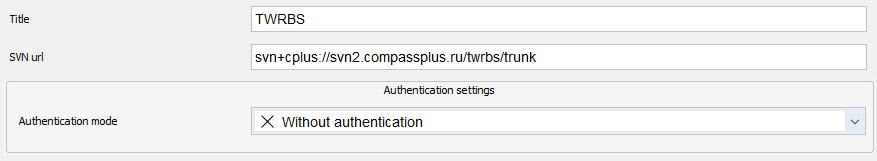 Title TWRBS
SVN url svn+cplus://svn2.compassplus.ru/twrbs/trunk
Authentication settings
Authentication mode Without authentication